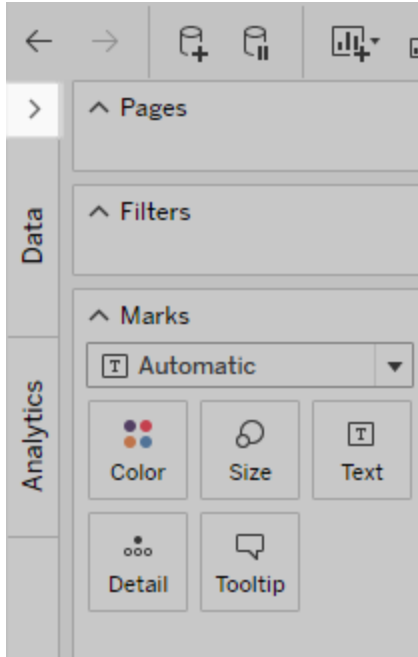 Pages
Filters
Data
Marks
T Automatic
Analytics
Color
Size
T
Text
Detail
Tooltip